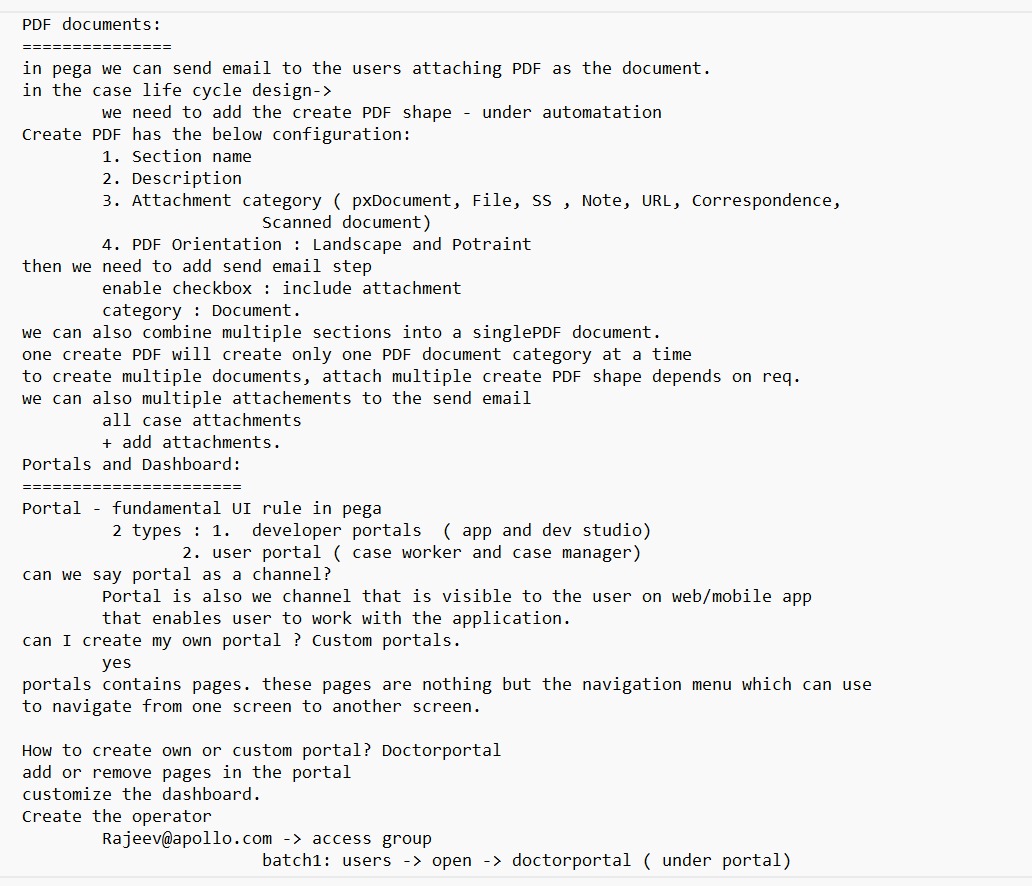 PDF documents:
===============
in pega we can send email to the users attaching PDF as the document.
in the case life cycle design->
        we need to add the create PDF shape - under automatation
Create PDF has the below configuration:
        1. Section name
        2. Description
        3. Attachment category ( pxDocument, File, SS , Note, URL, Correspondence,
                        Scanned document)
        4. PDF Orientation : Landscape and Potraint
then we need to add send email step
        enable checkbox : include attachment
        category : Document.
we can also combine multiple sections into a singlePDF document.
one create PDF will create only one PDF document category at a time
to create multiple documents, attach multiple create PDF shape depends on req.
we can also multiple attachements to the send email
        all case attachments
        + add attachments.
Portals and Dashboard:
======================
Portal - fundamental UI rule in pega
         2 types : 1.  developer portals  ( app and dev studio)
                2. user portal ( case worker and case manager)
can we say portal as a channel?
        Portal is also we channel that is visible to the user on web/mobile app
        that enables user to work with the application.
can I create my own portal ? Custom portals.
        yes
portals contains pages. these pages are nothing but the navigation menu which can use
to navigate from one screen to another screen.

How to create own or custom portal? Doctorportal
add or remove pages in the portal
customize the dashboard.
Create the operator
        Rajeev@apollo.com -> access group
                        batch1: users -> open -> doctorportal ( under portal)